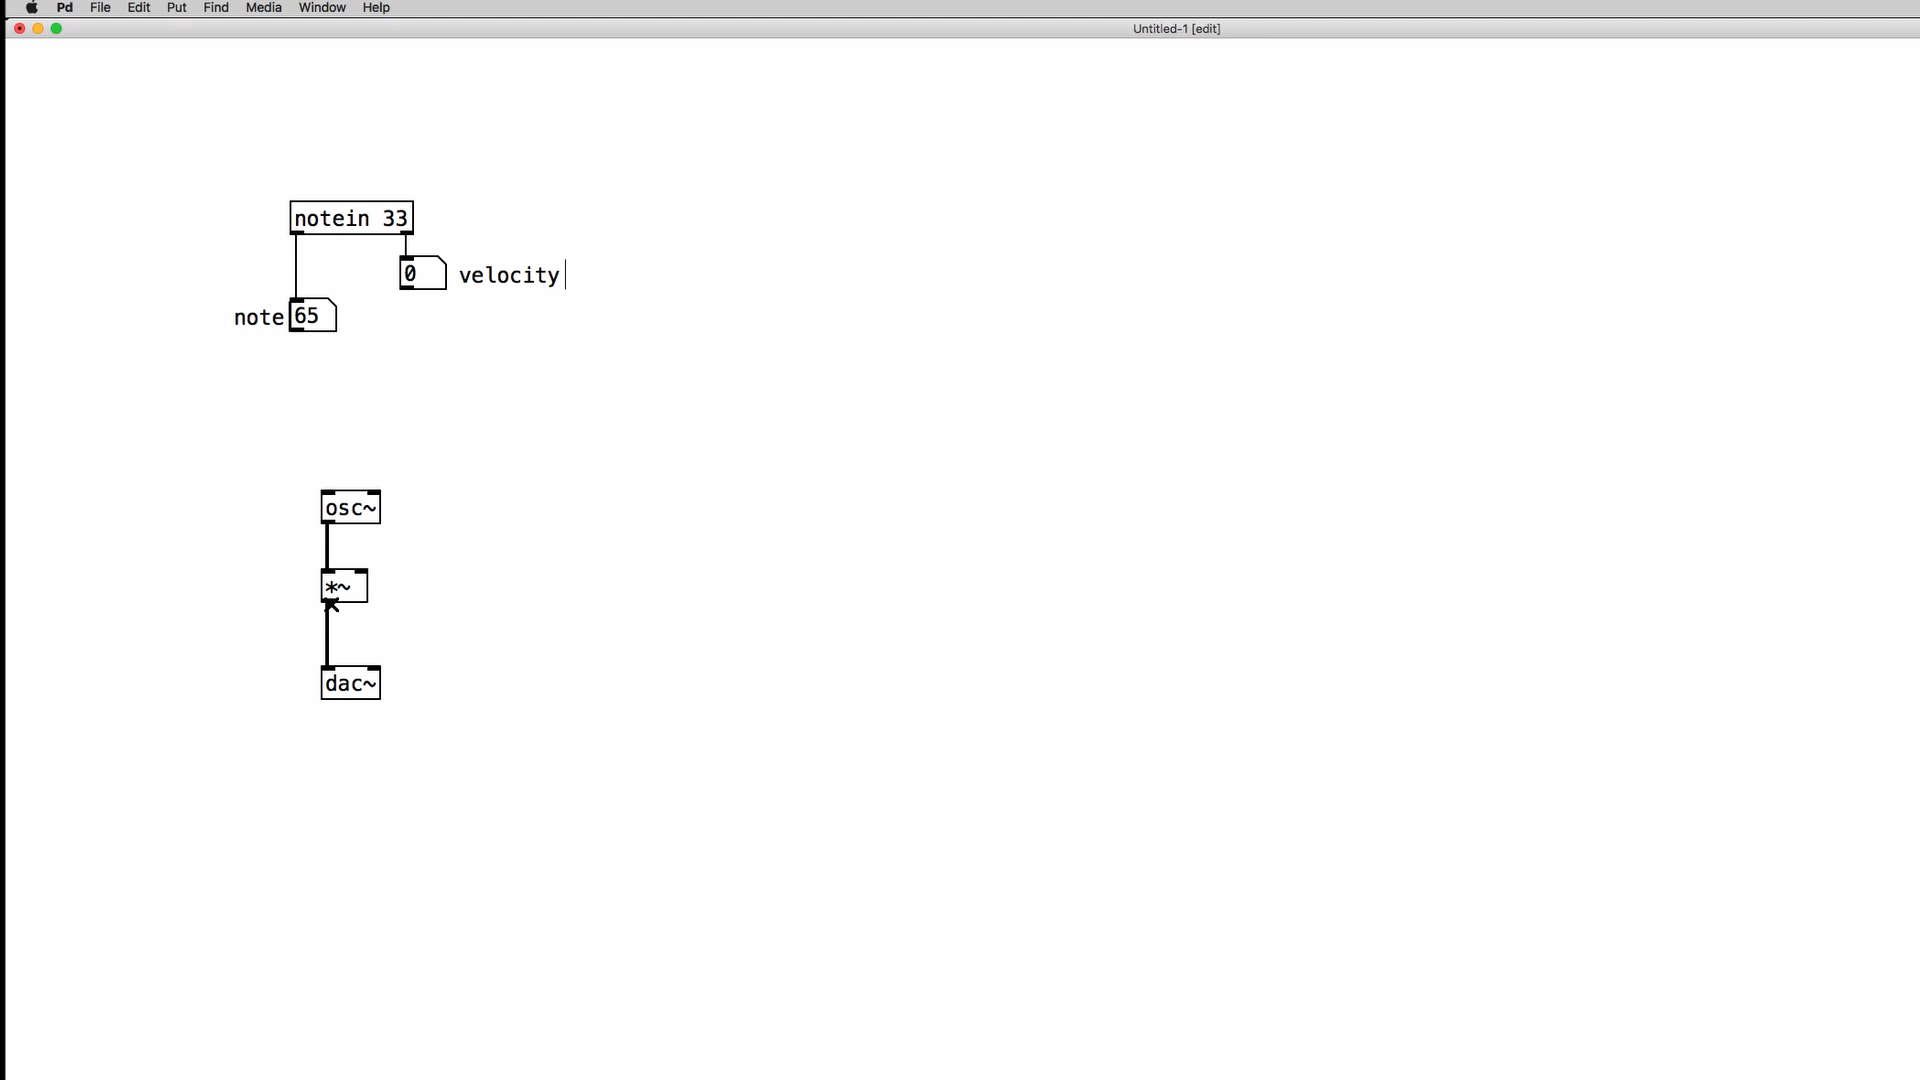 Pd File Edit Put Find Media Window Help
Untitled-1 [edit]
notein 33
0 velocity
note 65
osc~
*~
dac~